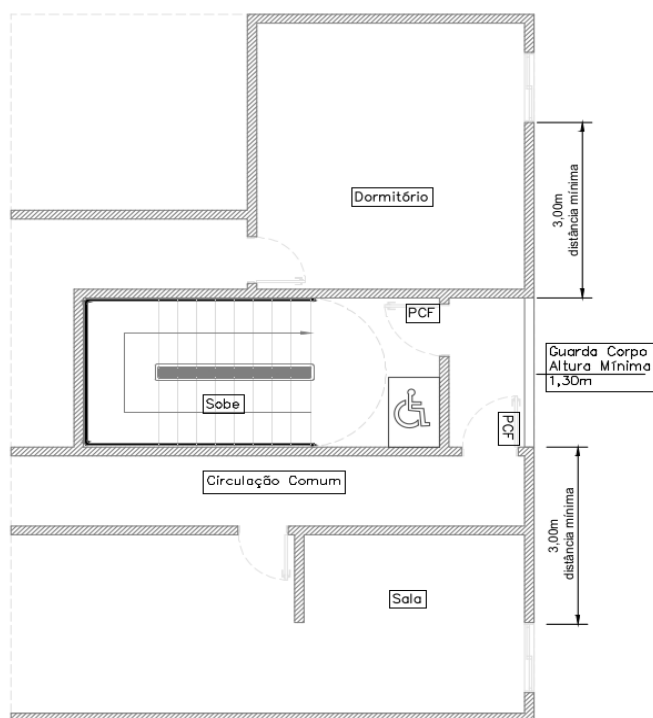 Dormitório
3,00m
distância mínima
PCF
Guarda Corpo
Altura Mínima
1,30m
Sobe
PCF
Circulação Comum
3,00m
distância mínima
Sala